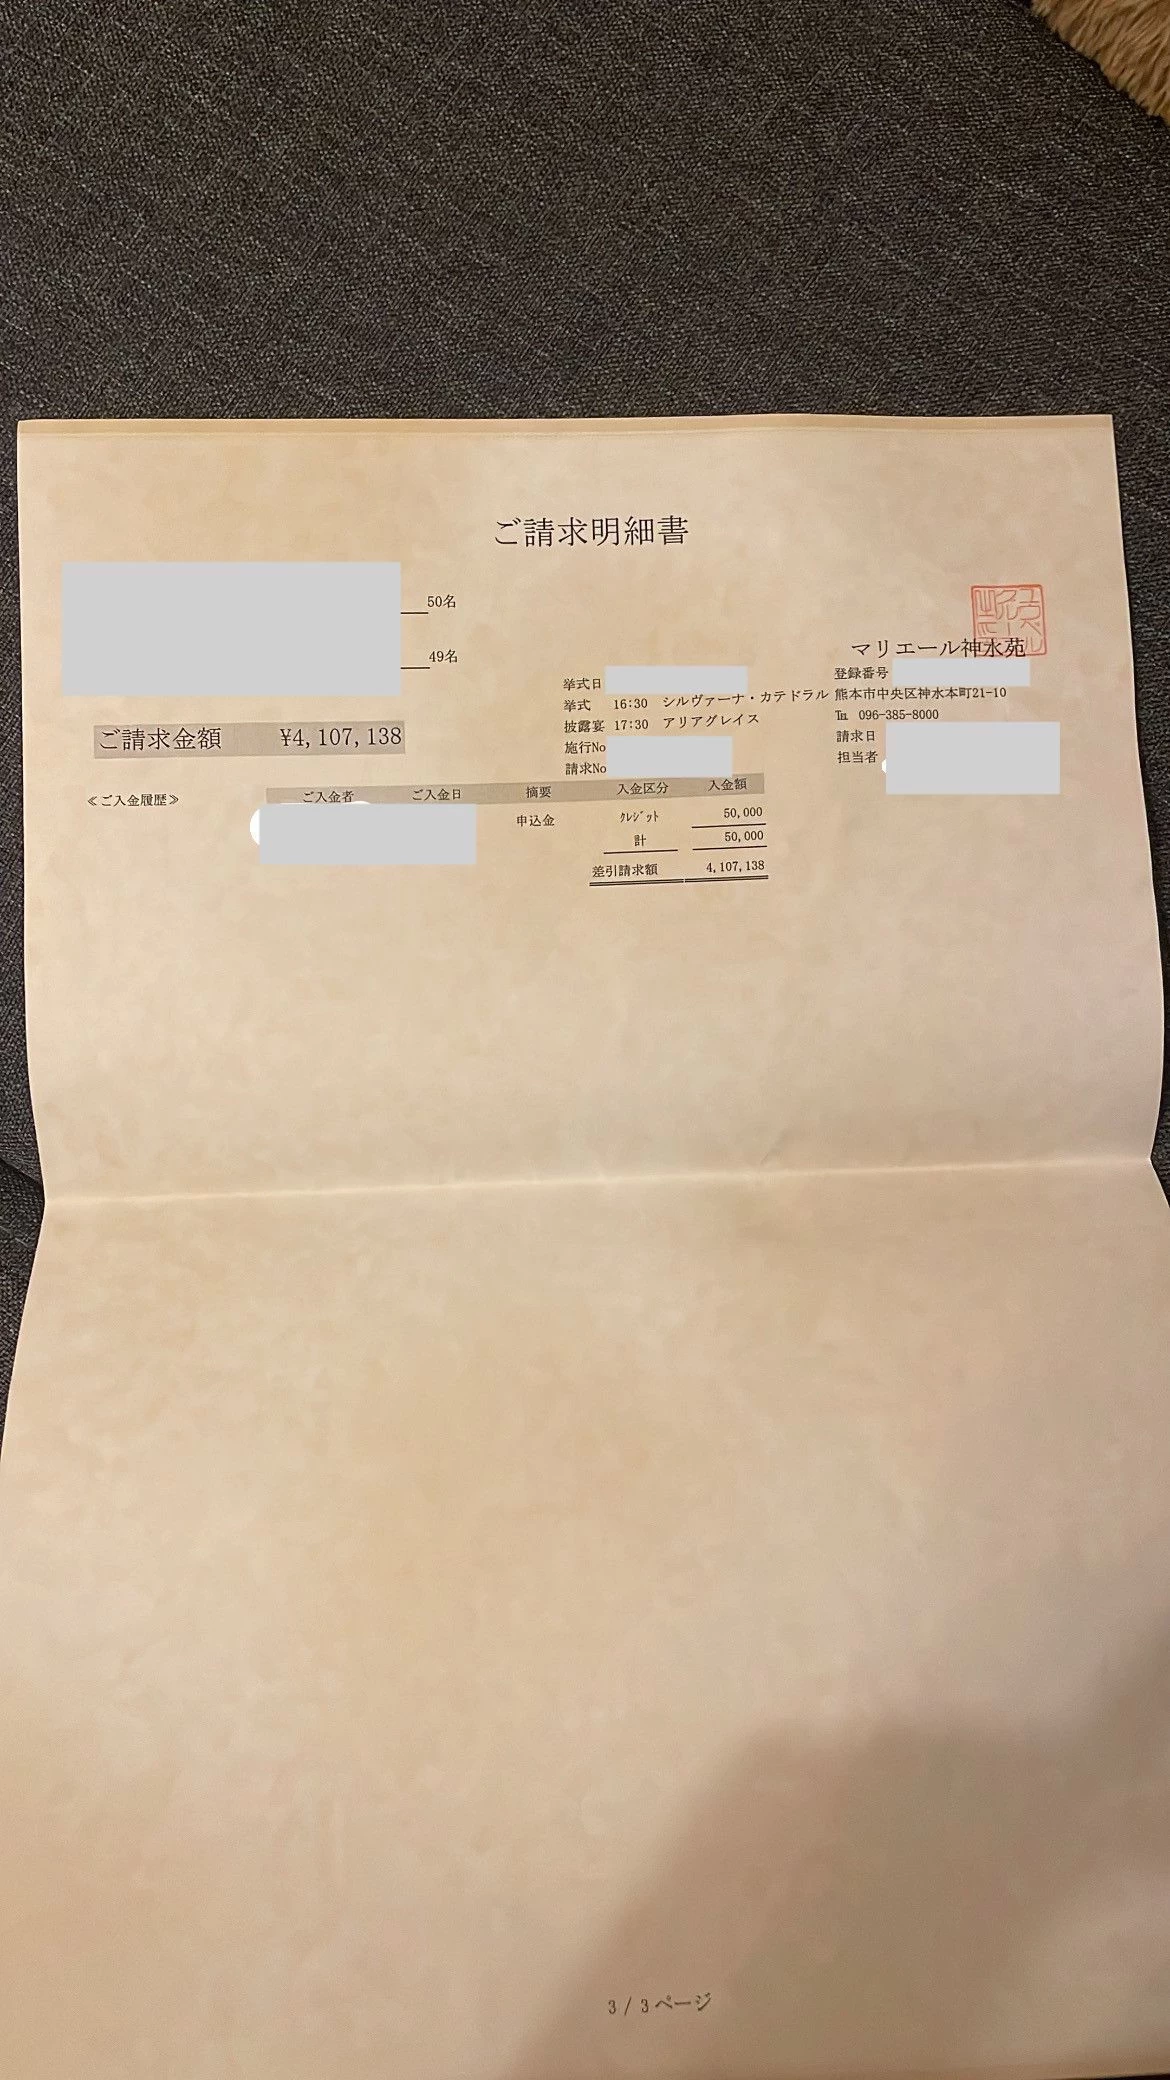 ご請求明細書
50名
49名
ご請求金額 ¥4,107,138
マリエール神水苑
登録番号
熊本市中央区神水本町21-10
℡ 096-385-8000
請求日
担当者
挙式日
挙式 16:30 シルヴァーナ・カテドラル
披露宴 17:30 アリアグレイス
施行No
請求No
≪ご入金履歴≫ ご入金者 ご入金日 摘要 入金区分 入金額
申込金 ｸﾚｼﾞｯﾄ 50,000
計 50,000
差引請求額 4,107,138
3 / 3 ページ